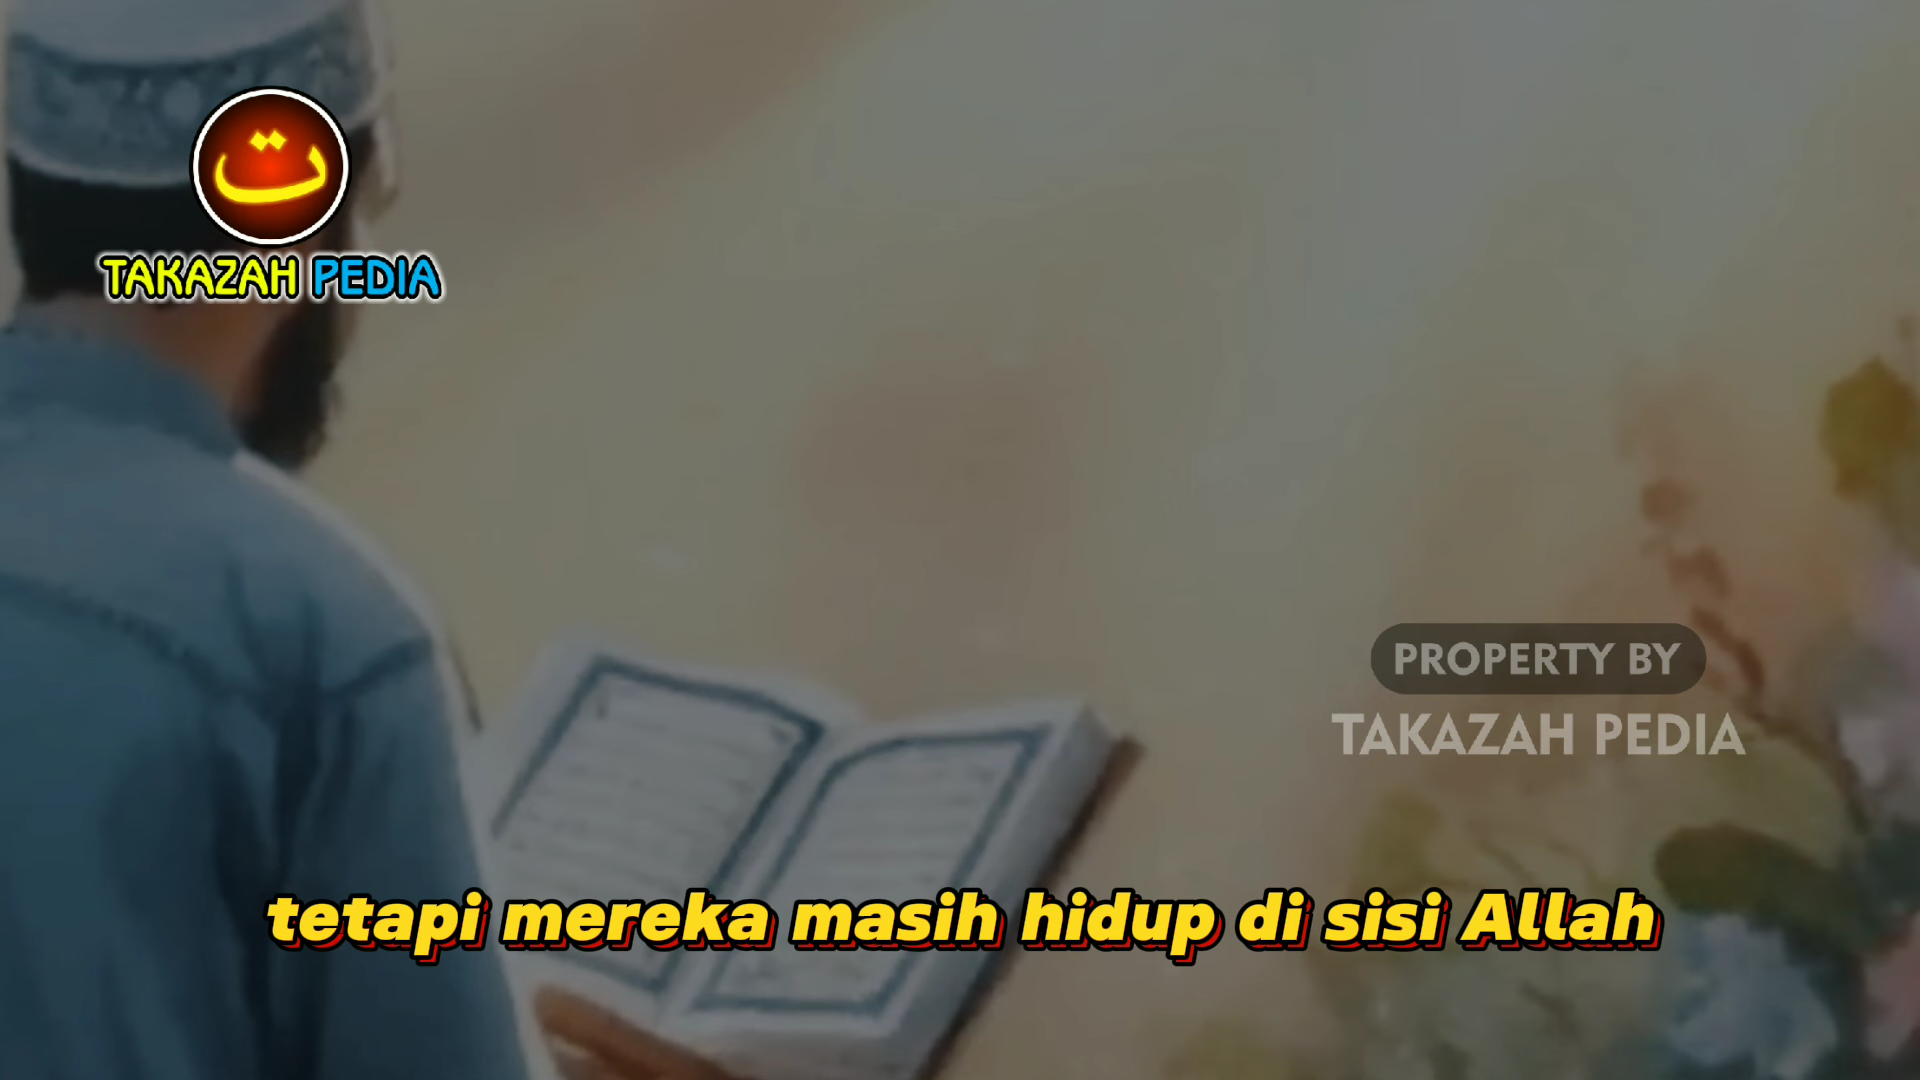 ت
TAKAZAH PEDIA
PROPERTY BY
TAKAZAH PEDIA
tetapi mereka masih hidup di sisi Allah